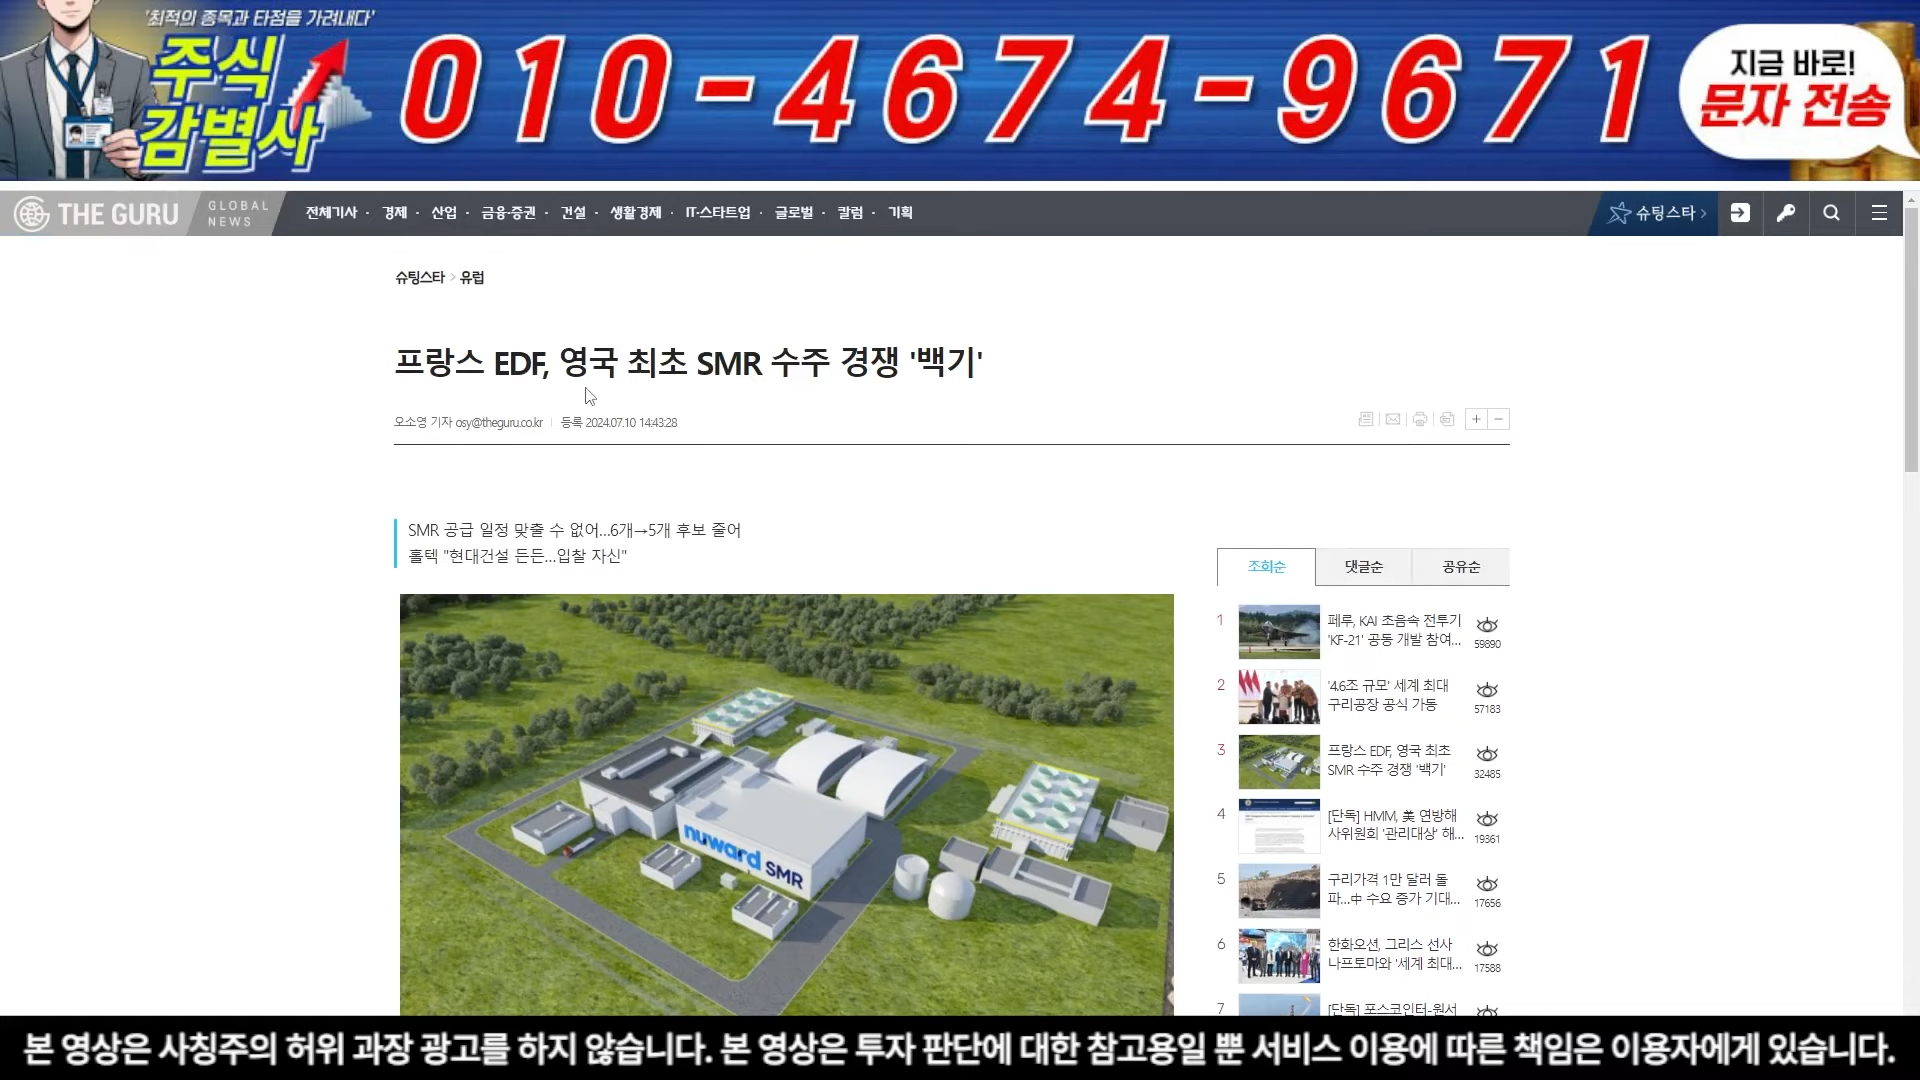 '최적의 종목과 타점을 가려내다'
주식
감별사
010-4674-9671
지금 바로!
문자 전송
THE GURU
GLOBAL
NEWS
전체기사 · 경제 · 산업 · 금융·증권 · 건설 · 생활경제 · IT·스타트업 · 글로벌 · 칼럼 · 기획
슈팅스타 >
슈팅스타 > 유럽
프랑스 EDF, 영국 최초 SMR 수주 경쟁 '백기'
오소영 기자 osy@theguru.co.kr | 등록 2024.07.10 14:43:28
SMR 공급 일정 맞출 수 없어…6개→5개 후보 줄어
홀텍 "현대건설 든든…입찰 자신"
nuward SMR
조회순
댓글순
공유순
1
페루, KAI 초음속 전투기
'KF-21' 공동 개발 참여…
59890
2
'4.6조 규모' 세계 최대
구리공장 공식 가동
57183
3
프랑스 EDF, 영국 최초
SMR 수주 경쟁 '백기'
32485
4
[단독] HMM, 美 연방해
사위원회 '관리대상' 해…
19361
5
구리가격 1만 달러 돌
파…中 수요 증가 기대…
17656
6
한화오션, 그리스 선사
나프토마와 '세계 최대…
17588
7
[단독] 포스코인터-원서
본 영상은 사칭주의 허위 과장 광고를 하지 않습니다. 본 영상은 투자 판단에 대한 참고용일 뿐 서비스 이용에 따른 책임은 이용자에게 있습니다.